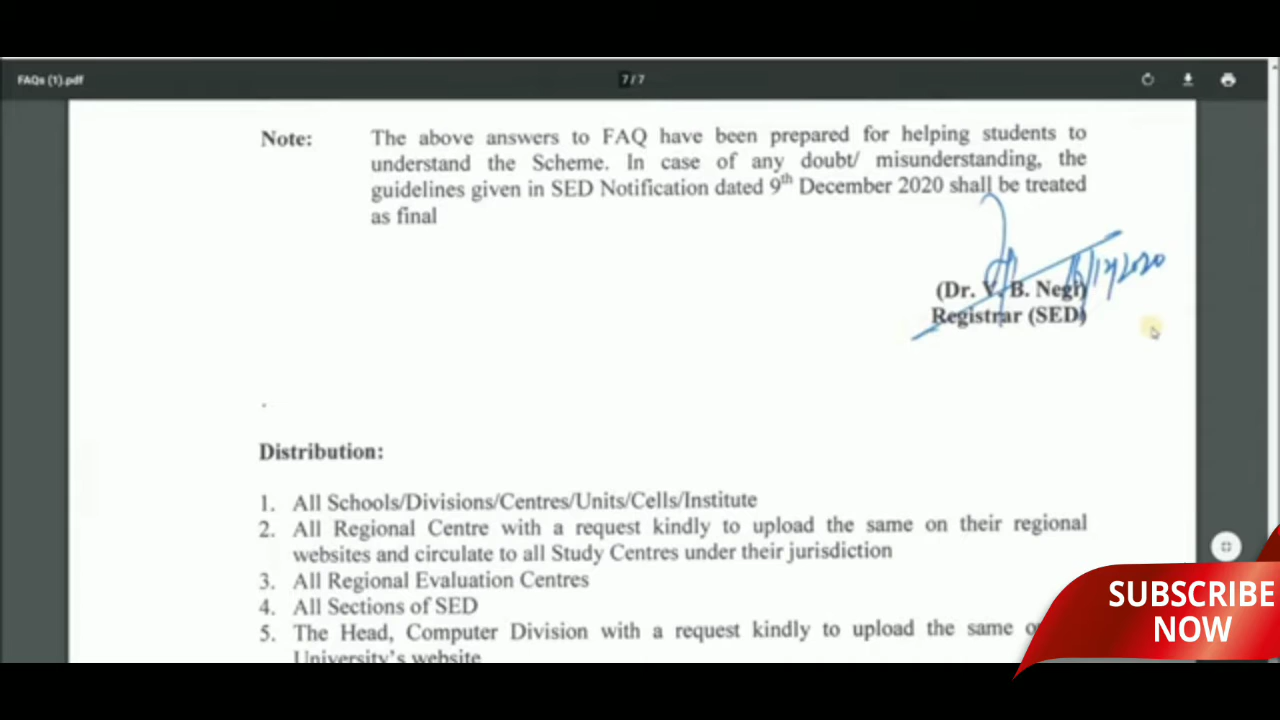 FAQs (1).pdf
7 / 7
Note: The above answers to FAQ have been prepared for helping students to
understand the Scheme. In case of any doubt/ misunderstanding, the
guidelines given in SED Notification dated 9th December 2020 shall be treated
as final
(Dr. V. B. Negi)
Registrar (SED)
Distribution:
1. All Schools/Divisions/Centres/Units/Cells/Institute
2. All Regional Centre with a request kindly to upload the same on their regional
websites and circulate to all Study Centres under their jurisdiction
3. All Regional Evaluation Centres
4. All Sections of SED
5. The Head, Computer Division with a request kindly to upload the same
University's website
SUBSCRIBE
NOW